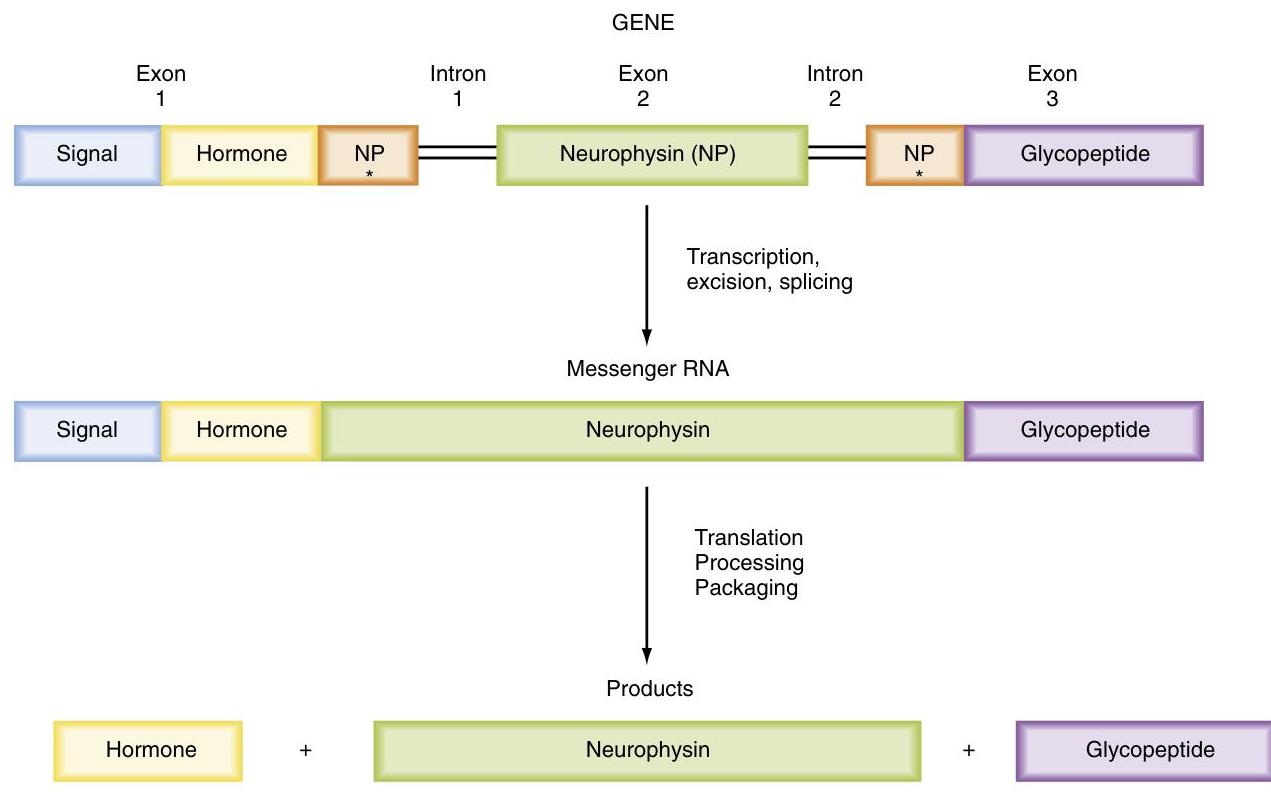 GENE
Exon Intron Exon Intron Exon
1 1 2 2 3
Signal Hormone NP Neurophysin (NP) NP Glycopeptide
* *
Transcription,
excision, splicing
Messenger RNA
Signal Hormone Neurophysin Glycopeptide
Translation
Processing
Packaging
Products
Hormone + Neurophysin + Glycopeptide